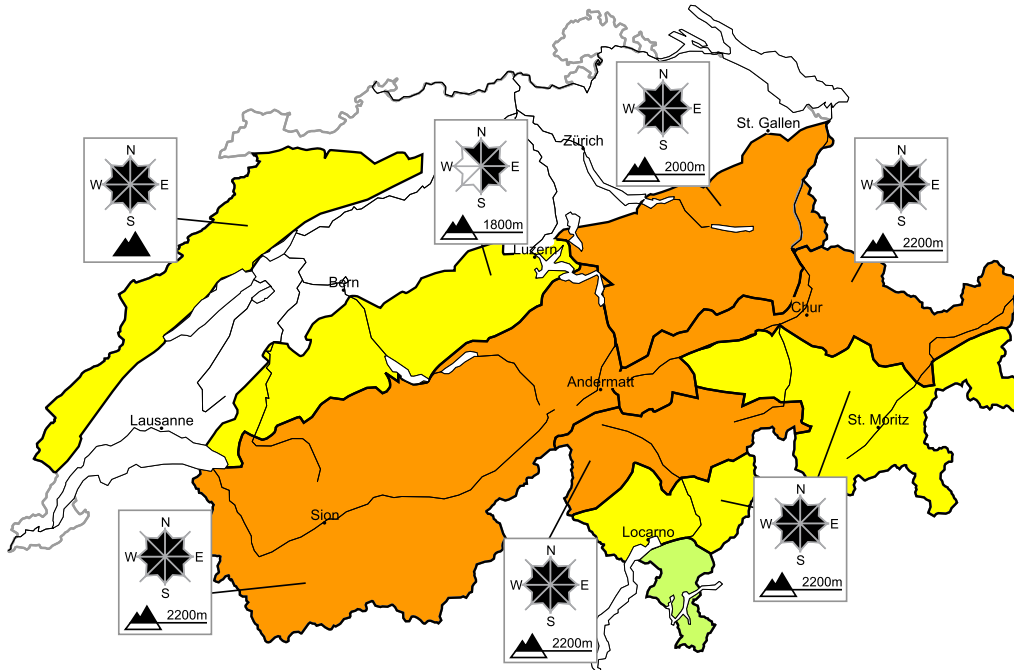 N
W E
S
2000m
St. Gallen
Zürich
N
W E
S
1800m
N
W E
S
N
W E
S
2200m
Luzern
Bern
Chur
Andermatt
Lausanne
St. Moritz
Sion
Locarno
N
W E
S
2200m
N
W E
S
2200m
N
W E
S
2200m